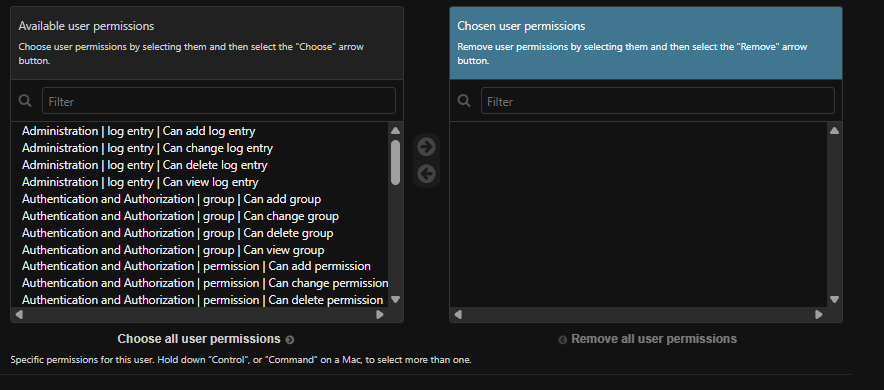 Available user permissions
Choose user permissions by selecting them and then select the "Choose" arrow
button.
Filter
Administration | log entry | Can add log entry
Administration | log entry | Can change log entry
Administration | log entry | Can delete log entry
Administration | log entry | Can view log entry
Authentication and Authorization | group | Can add group
Authentication and Authorization | group | Can change group
Authentication and Authorization | group | Can delete group
Authentication and Authorization | group | Can view group
Authentication and Authorization | permission | Can add permission
Authentication and Authorization | permission | Can change permission
Authentication and Authorization | permission | Can delete permission
Choose all user permissions
Chosen user permissions
Remove user permissions by selecting them and then select the "Remove" arrow
button.
Filter
Remove all user permissions
Specific permissions for this user. Hold down “Control”, or “Command” on a Mac, to select more than one.